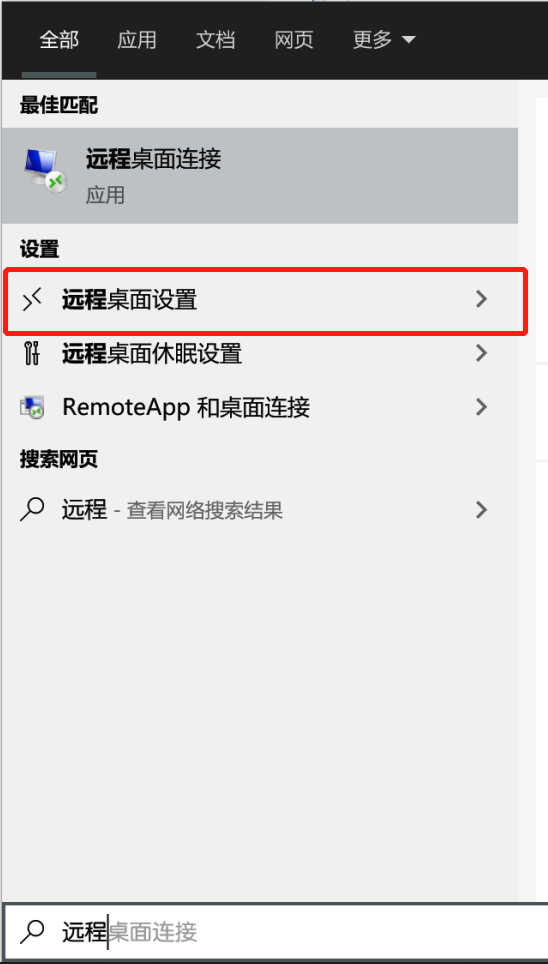 全部 应用 文档 网页 更多
最佳匹配
远程桌面连接
应用
设置
远程桌面设置
远程桌面休眠设置
RemoteApp 和桌面连接
搜索网页
远程 - 查看网络搜索结果
远程桌面连接